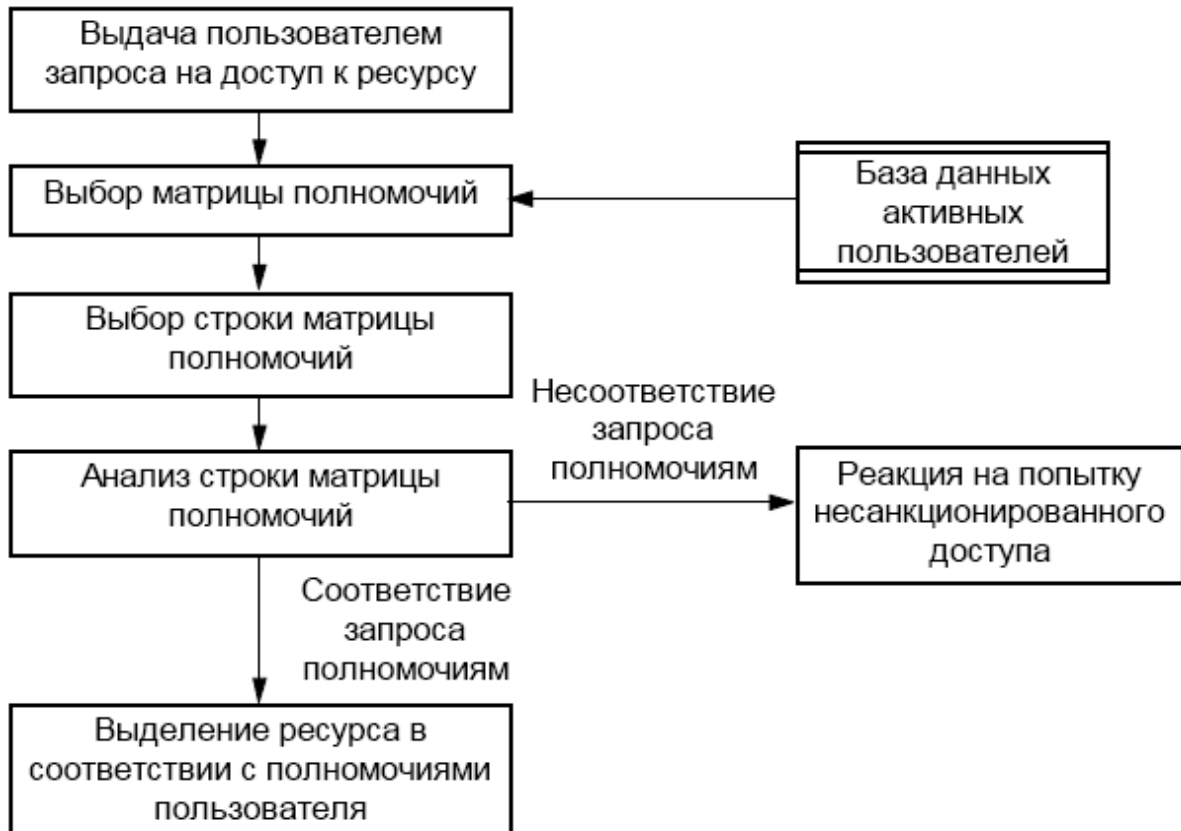 Выдача пользователем
запроса на доступ к ресурсу
Выбор матрицы полномочий
База данных
активных
пользователей
Выбор строки матрицы
полномочий
Несоответствие
запроса
полномочиям
Анализ строки матрицы
полномочий
Реакция на попытку
несанкционированного
доступа
Соответствие
запроса
полномочиям
Выделение ресурса в
соответствии с полномочиями
пользователя